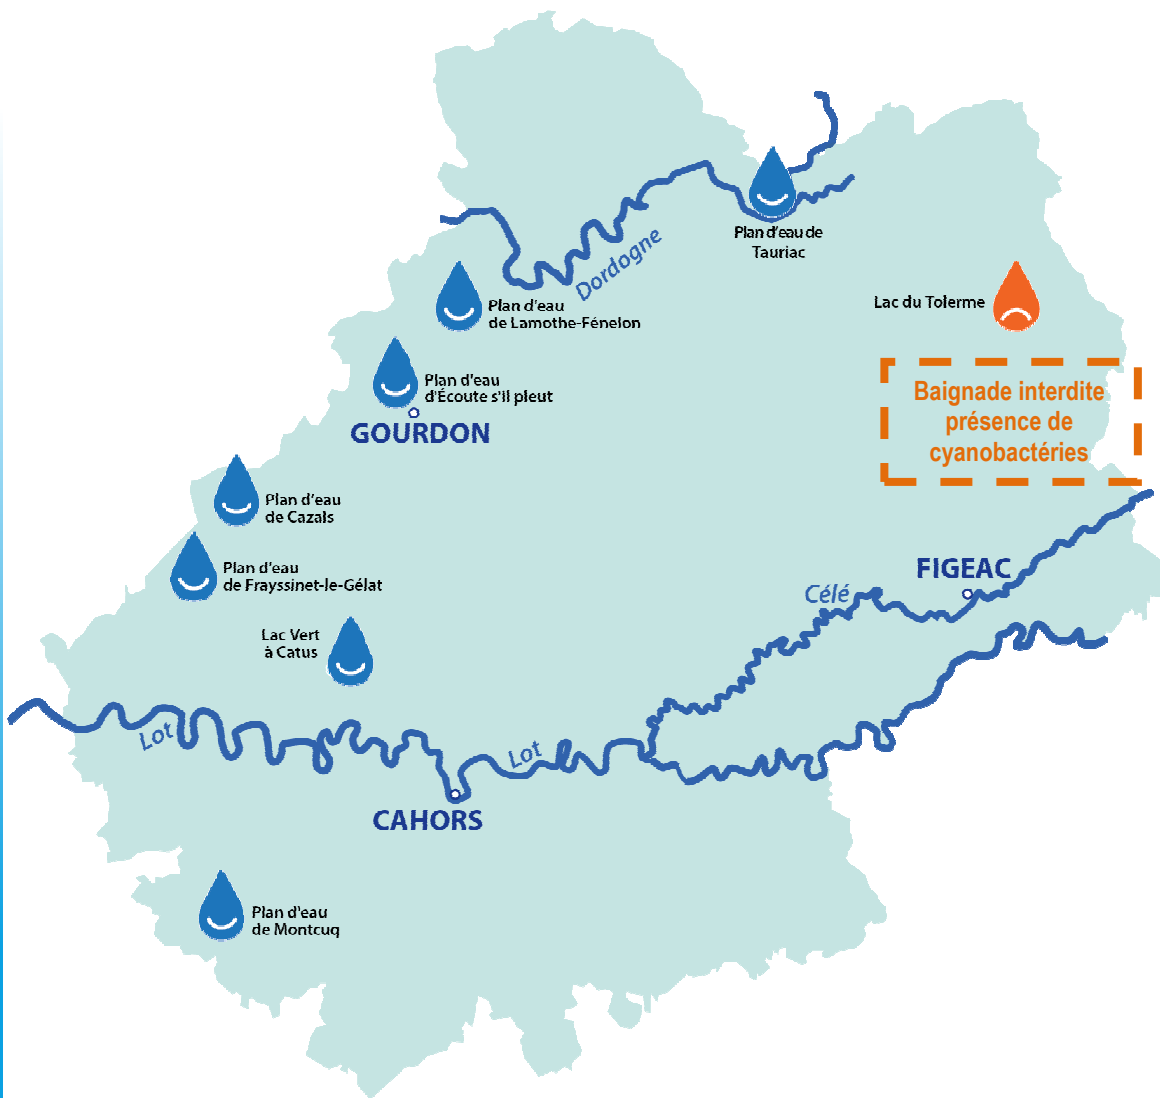 Plan d'eau de
Tauriac
Dordogne
Lac du Tolerme
Plan d'eau
de Lamothe-Fénelon
Baignade interdite
présence de
cyanobactéries
Plan d'eau
d'Écoute s'il pleut
GOURDON
Plan d'eau
de Cazals
Plan d'eau
de Frayssinet-le-Gélat
FIGEAC
Célé
Lac Vert
à Catus
Lot
Lot
CAHORS
Plan d'eau
de Montcuq